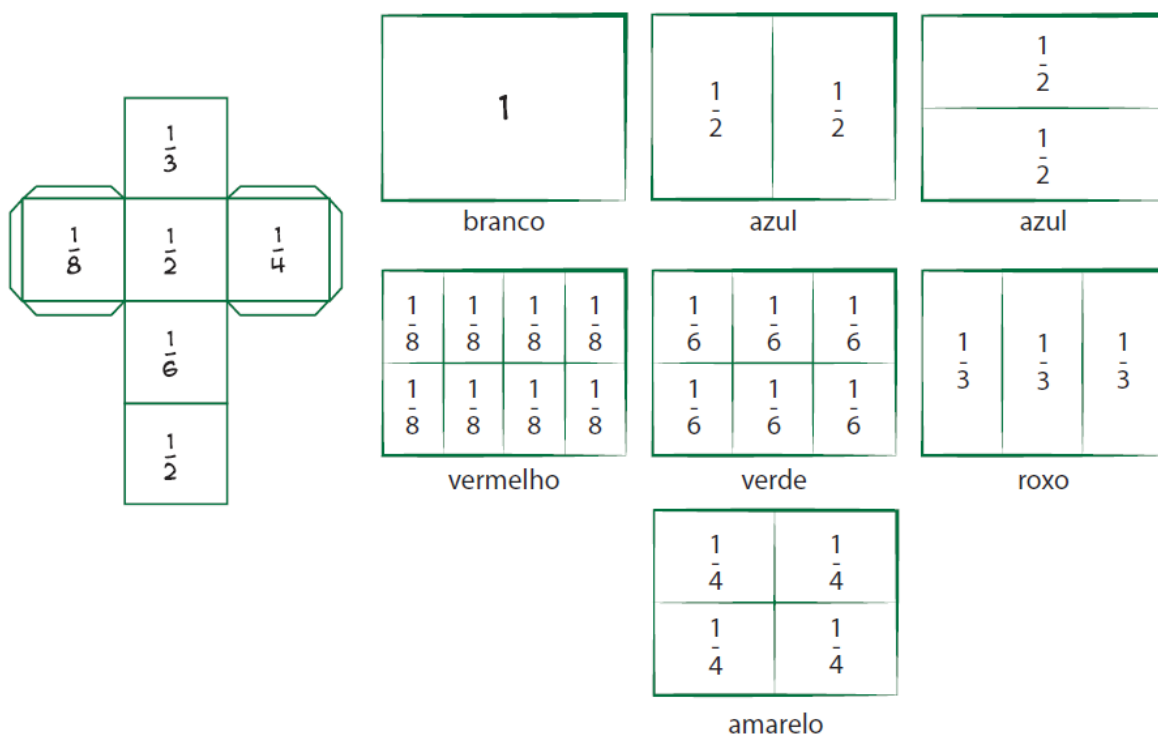 1/3
1/8 1/2 1/4
1/6
1/2
1
branco
1/2 1/2
azul
1/2
1/2
azul
1/8 1/8 1/8 1/8
1/8 1/8 1/8 1/8
vermelho
1/6 1/6 1/6
1/6 1/6 1/6
verde
1/3 1/3 1/3
roxo
1/4 1/4
1/4 1/4
amarelo